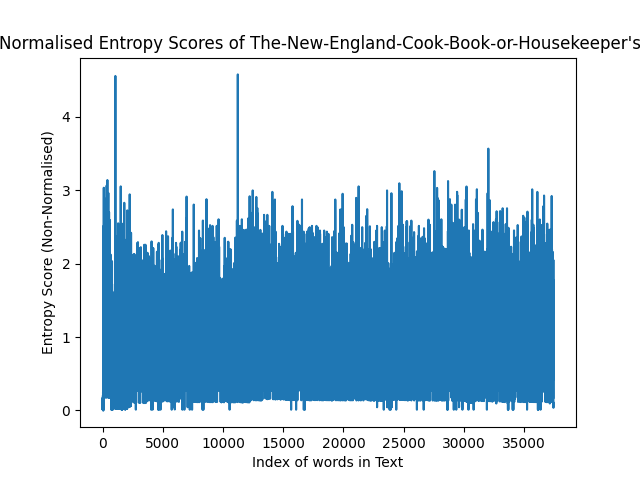 Normalised Entropy Scores of The-New-England-Cook-Book-or-Housekeeper's
Entropy Score (Non-Normalised)
4
3
2
1
0
0 5000 10000 15000 20000 25000 30000 35000
Index of words in Text